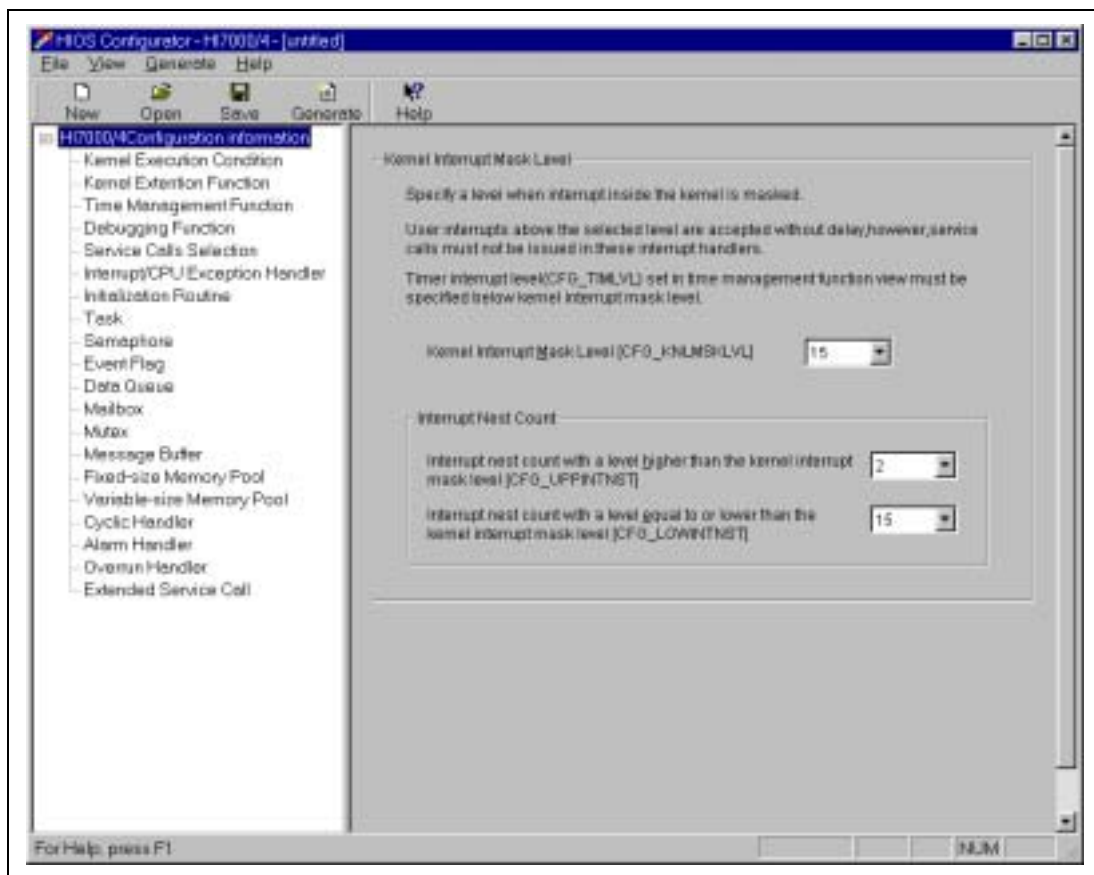 HIOS Configurator - HI7000/4 - [untitled]
File View Generate Help
New Open Save Generate Help
HI7000/4Configuration information
Kernel Execution Condition
Kernel Extention Function
Time Management Function
Debugging Function
Service Calls Selection
Interrupt/CPU Exception Handler
Initialization Routine
Task
Semaphore
Event Flag
Data Queue
Mailbox
Mutex
Message Buffer
Fixed-size Memory Pool
Variable-size Memory Pool
Cyclic Handler
Alarm Handler
Overrun Handler
Extended Service Call
Kernel Interrupt Mask Level
Specify a level when interrupt inside the kernel is masked.
User interrupts above the selected level are accepted without delay,however,service
calls must not be issued in these interrupt handlers.
Timer interrupt level(CFG_TIMLVL) set in time management function view must be
specified below kernel interrupt mask level.
Kernel Interrupt Mask Level [CFG_KNLMSKLVL] 15
Interrupt Nest Count
Interrupt nest count with a level higher than the kernel interrupt
mask level [CFG_UPPINTNST] 2
Interrupt nest count with a level equal to or lower than the
kernel interrupt mask level [CFG_LOWINTNST] 15
For Help, press F1
NUM